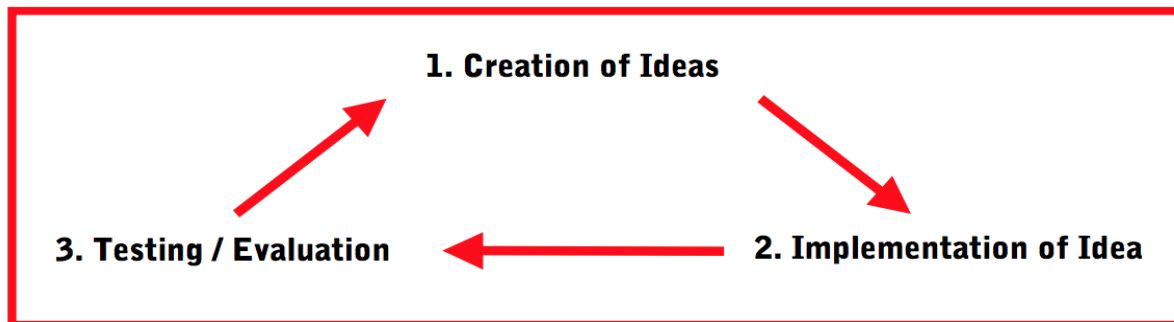 1. Creation of Ideas
3. Testing / Evaluation
2. Implementation of Idea